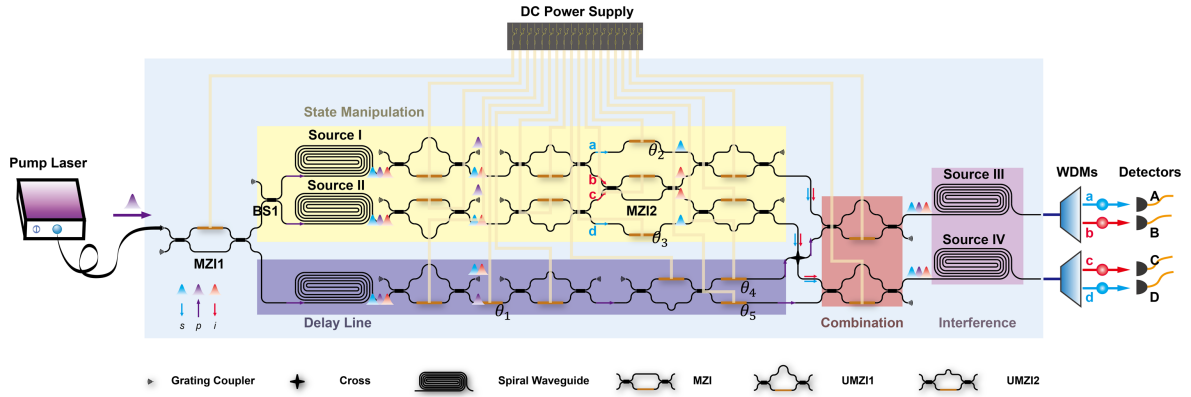 DC Power Supply
State Manipulation
Source I
Source II
Pump Laser
BS1
MZI1
a
b
c
d
θ2
MZI2
θ3
s
p
i
Delay Line
θ1
θ4
θ5
Combination
Source III
Source IV
Interference
WDMs
Detectors
a
b
c
d
A
B
C
D
Grating Coupler
Cross
Spiral Waveguide
MZI
UMZI1
UMZI2